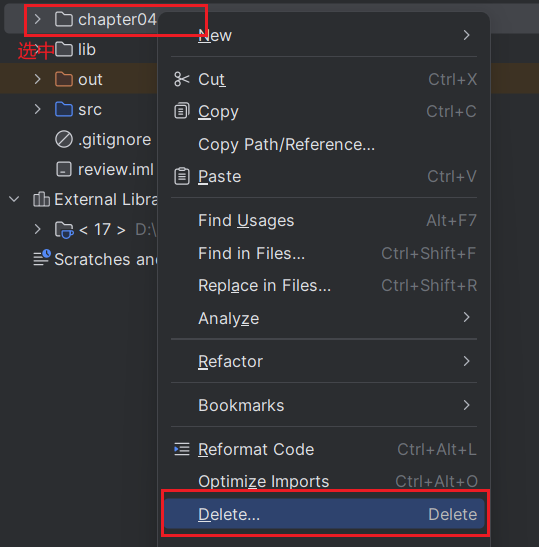 chapter04
选中
lib
out
src
.gitignore
review.iml
External Libra
< 17 > D:\
Scratches and
New
Cut Ctrl+X
Copy Ctrl+C
Copy Path/Reference...
Paste Ctrl+V
Find Usages Alt+F7
Find in Files... Ctrl+Shift+F
Replace in Files... Ctrl+Shift+R
Analyze
Refactor
Bookmarks
Reformat Code Ctrl+Alt+L
Optimize Imports Ctrl+Alt+O
Delete... Delete